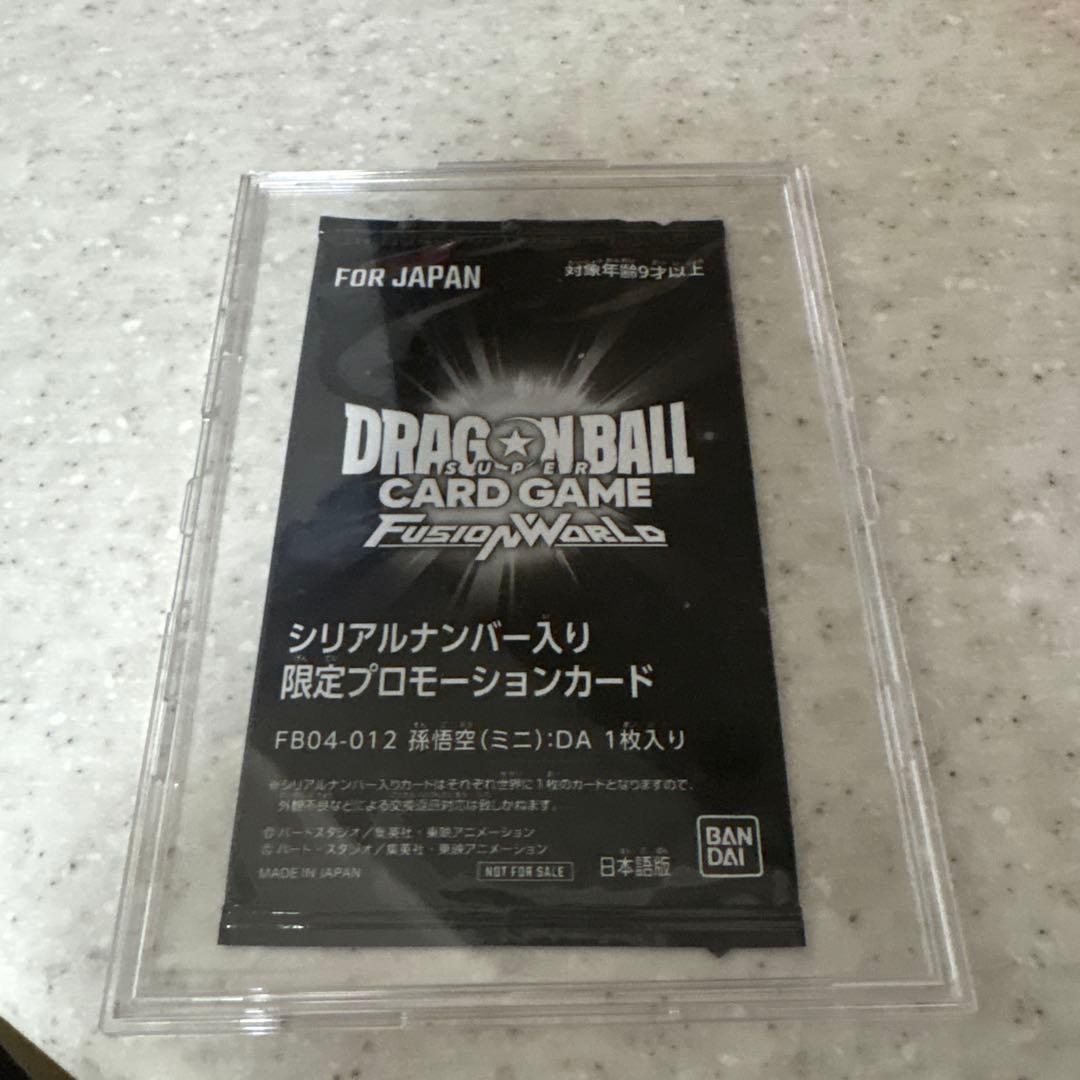 FOR JAPAN
対象年齢9才以上
DRAGON BALL
SUPER
CARD GAME
FUSION WORLD
シリアルナンバー入り
限定プロモーションカード
FB04-012 孫悟空(ミニ):DA 1枚入り
※シリアルナンバー入りカードはそれぞれ世界に1枚のカードとなりますので、
外観不良などによる交換返品対応は致しかねます。
©バードスタジオ/集英社・東映アニメーション
©バード・スタジオ/集英社・東映アニメーション
MADE IN JAPAN
NOT FOR SALE
日本語版
BAN
DAI